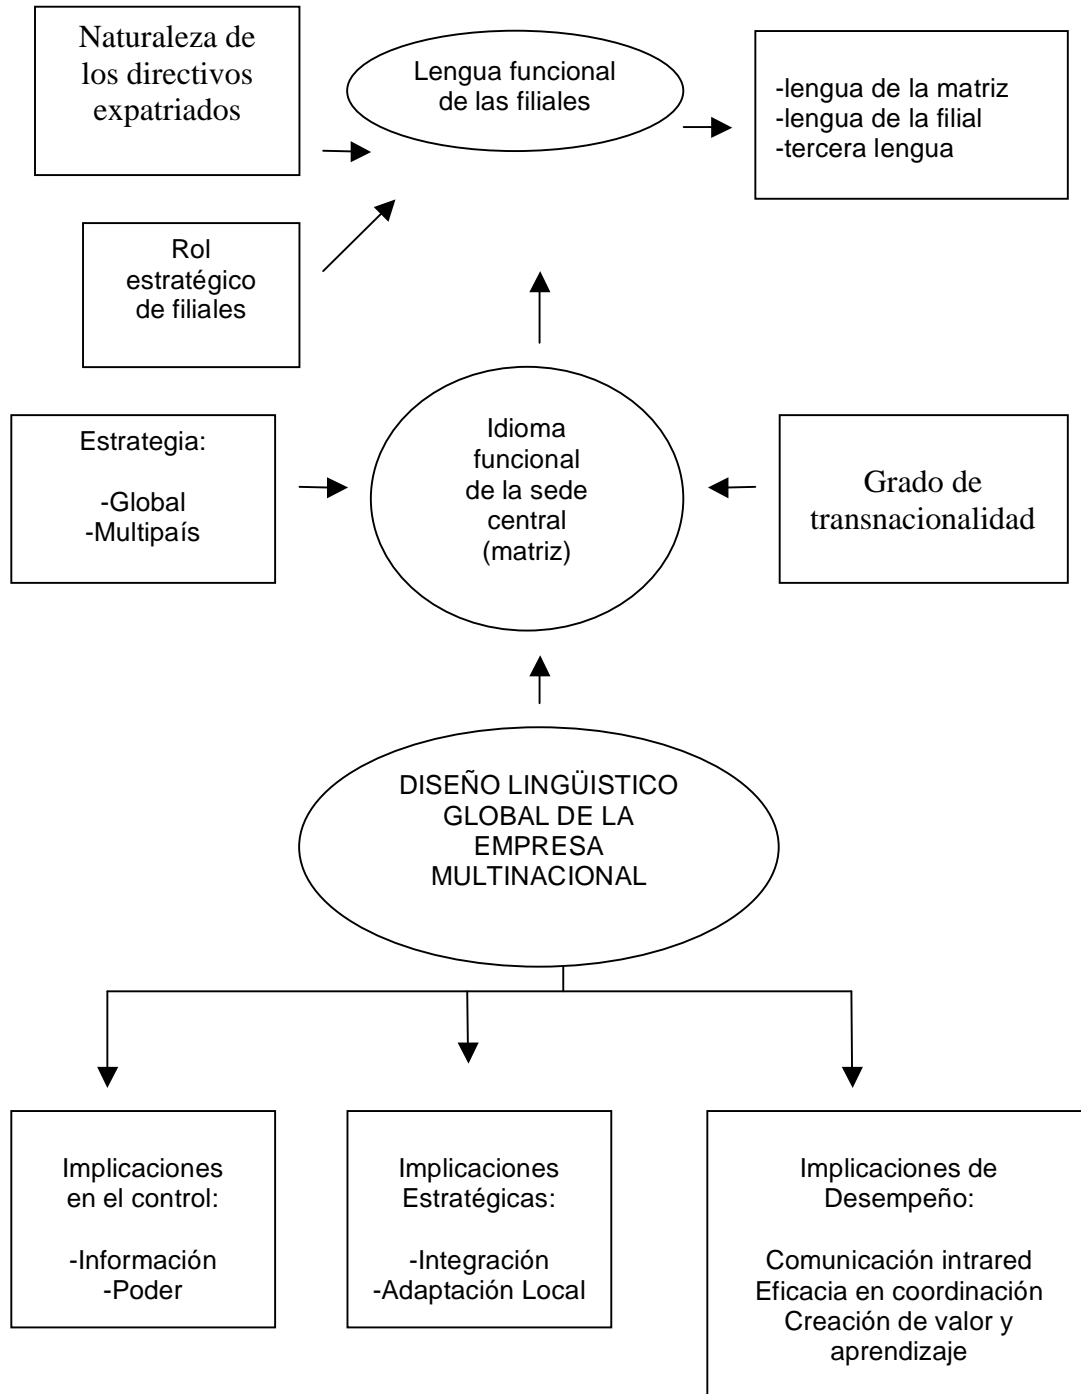 Naturaleza de
los directivos
expatriados
Lengua funcional
de las filiales
-lengua de la matriz
-lengua de la filial
-tercera lengua
Rol
estratégico
de filiales
Estrategia:
-Global
-Multipaís
Idioma
funcional
de la sede
central
(matriz)
Grado de
transnacionalidad
DISEÑO LINGÜISTICO
GLOBAL DE LA
EMPRESA
MULTINACIONAL
Implicaciones
en el control:
-Información
-Poder
Implicaciones
Estratégicas:
-Integración
-Adaptación Local
Implicaciones de
Desempeño:
Comunicación intrared
Eficacia en coordinación
Creación de valor y
aprendizaje